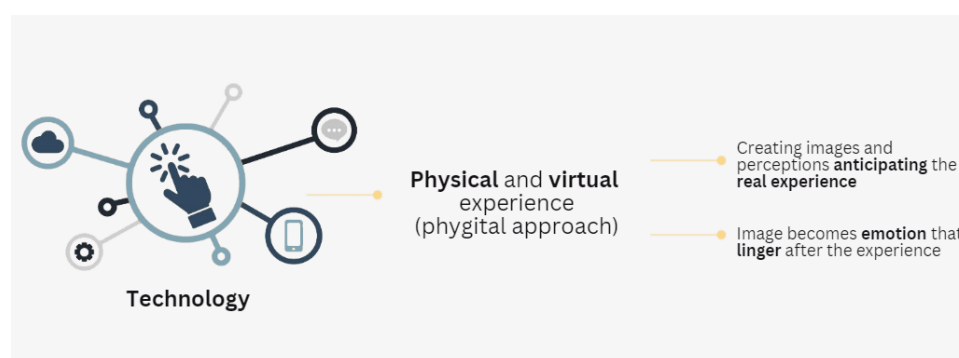 Technology
Physical and virtual
experience
(phygital approach)
Creating images and
perceptions anticipating the
real experience
Image becomes emotion that
linger after the experience